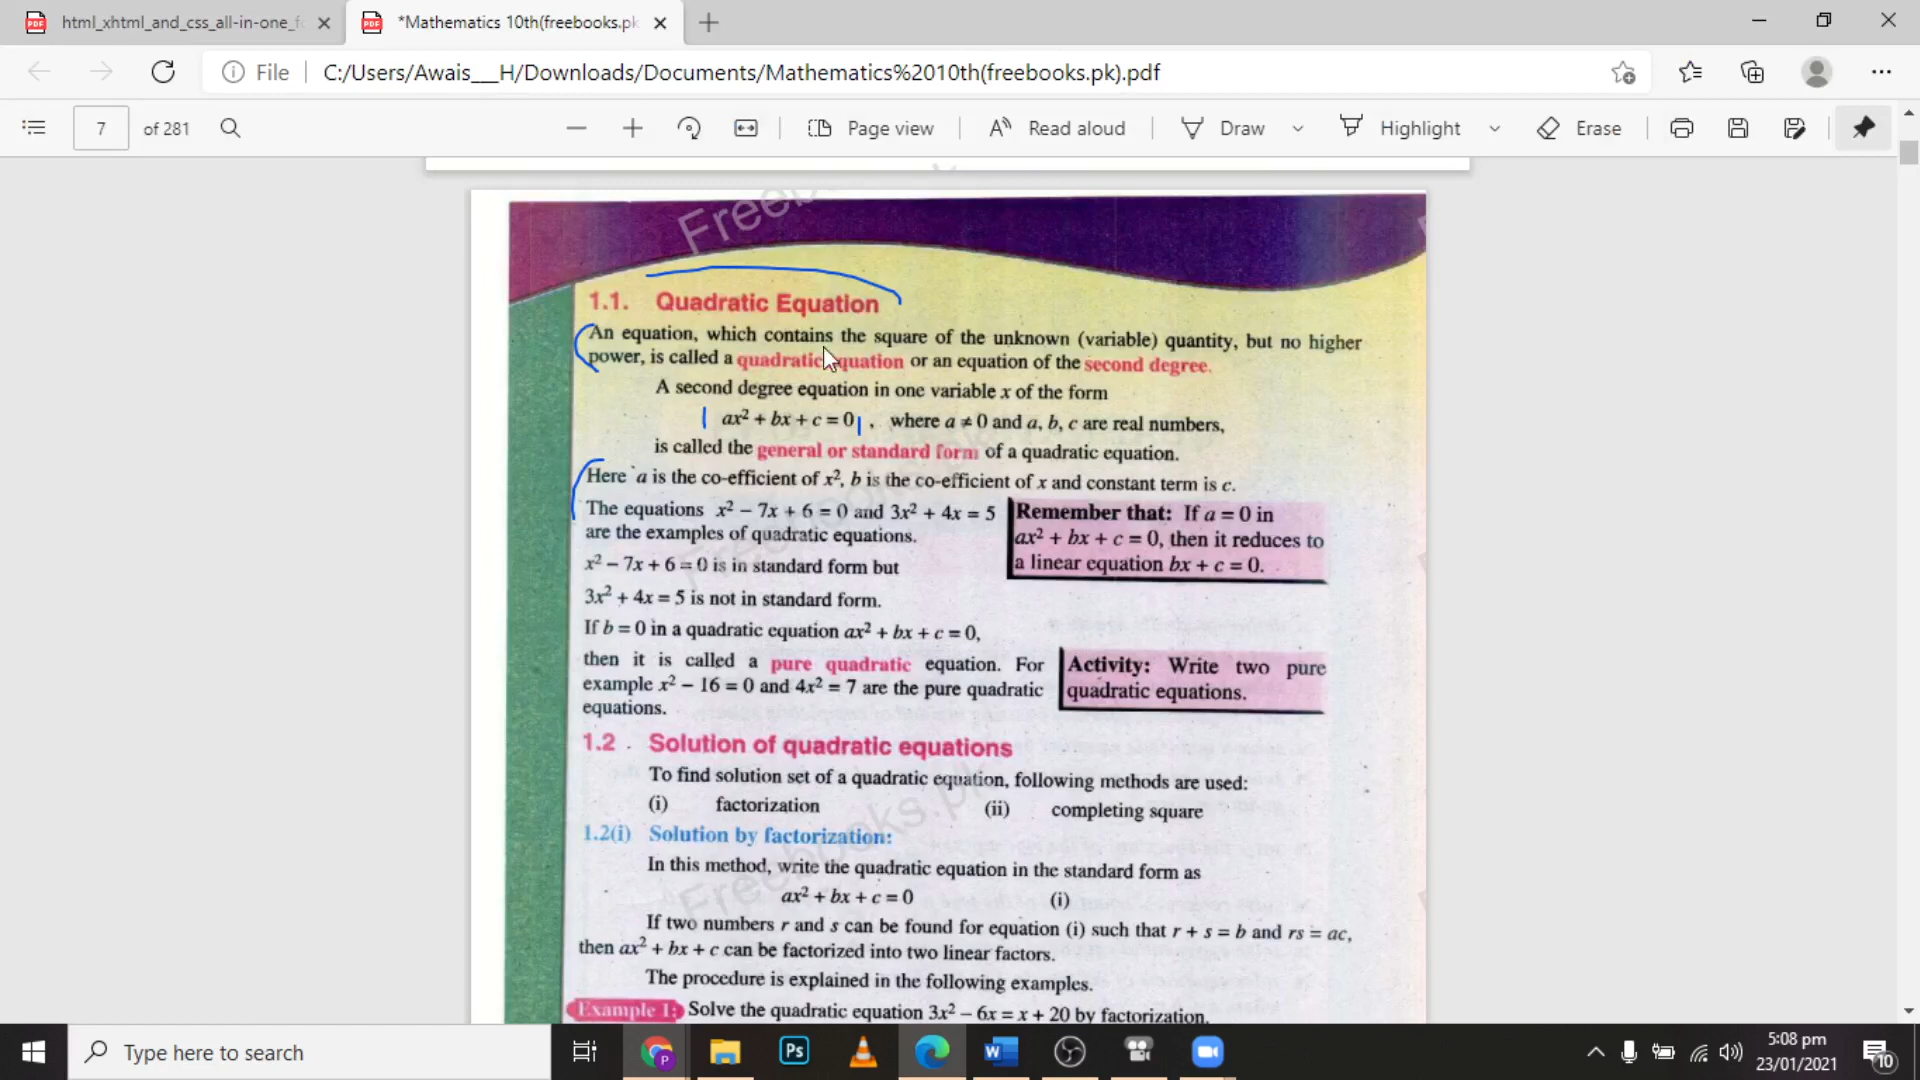 html_xhtml_and_css_all-in-one_f
*Mathematics 10th(freebooks.pk
File
C:/Users/Awais___H/Downloads/Documents/Mathematics%2010th(freebooks.pk).pdf
7 of 281
Page view
Read aloud
Draw
Highlight
Erase
1.1. Quadratic Equation
An equation, which contains the square of the unknown (variable) quantity, but no higher
power, is called a quadratic equation or an equation of the second degree.
A second degree equation in one variable x of the form
ax² + bx + c = 0 , where a ≠ 0 and a, b, c are real numbers,
is called the general or standard form of a quadratic equation.
Here a is the co-efficient of x², b is the co-efficient of x and constant term is c.
The equations x² − 7x + 6 = 0 and 3x² + 4x = 5
are the examples of quadratic equations.
x² − 7x + 6 = 0 is in standard form but
3x² + 4x = 5 is not in standard form.
Remember that: If a = 0 in
ax² + bx + c = 0, then it reduces to
a linear equation bx + c = 0.
If b = 0 in a quadratic equation ax² + bx + c = 0,
then it is called a pure quadratic equation. For
example x² − 16 = 0 and 4x² = 7 are the pure quadratic
equations.
Activity: Write two pure
quadratic equations.
1.2 . Solution of quadratic equations
To find solution set of a quadratic equation, following methods are used:
(i) factorization (ii) completing square
1.2(i) Solution by factorization:
In this method, write the quadratic equation in the standard form as
ax² + bx + c = 0 (i)
If two numbers r and s can be found for equation (i) such that r + s = b and rs = ac,
then ax² + bx + c can be factorized into two linear factors.
The procedure is explained in the following examples.
Example 1: Solve the quadratic equation 3x² − 6x = x + 20 by factorization.
Freebooks.pk
Type here to search
Ps
5:08 pm
23/01/2021
10